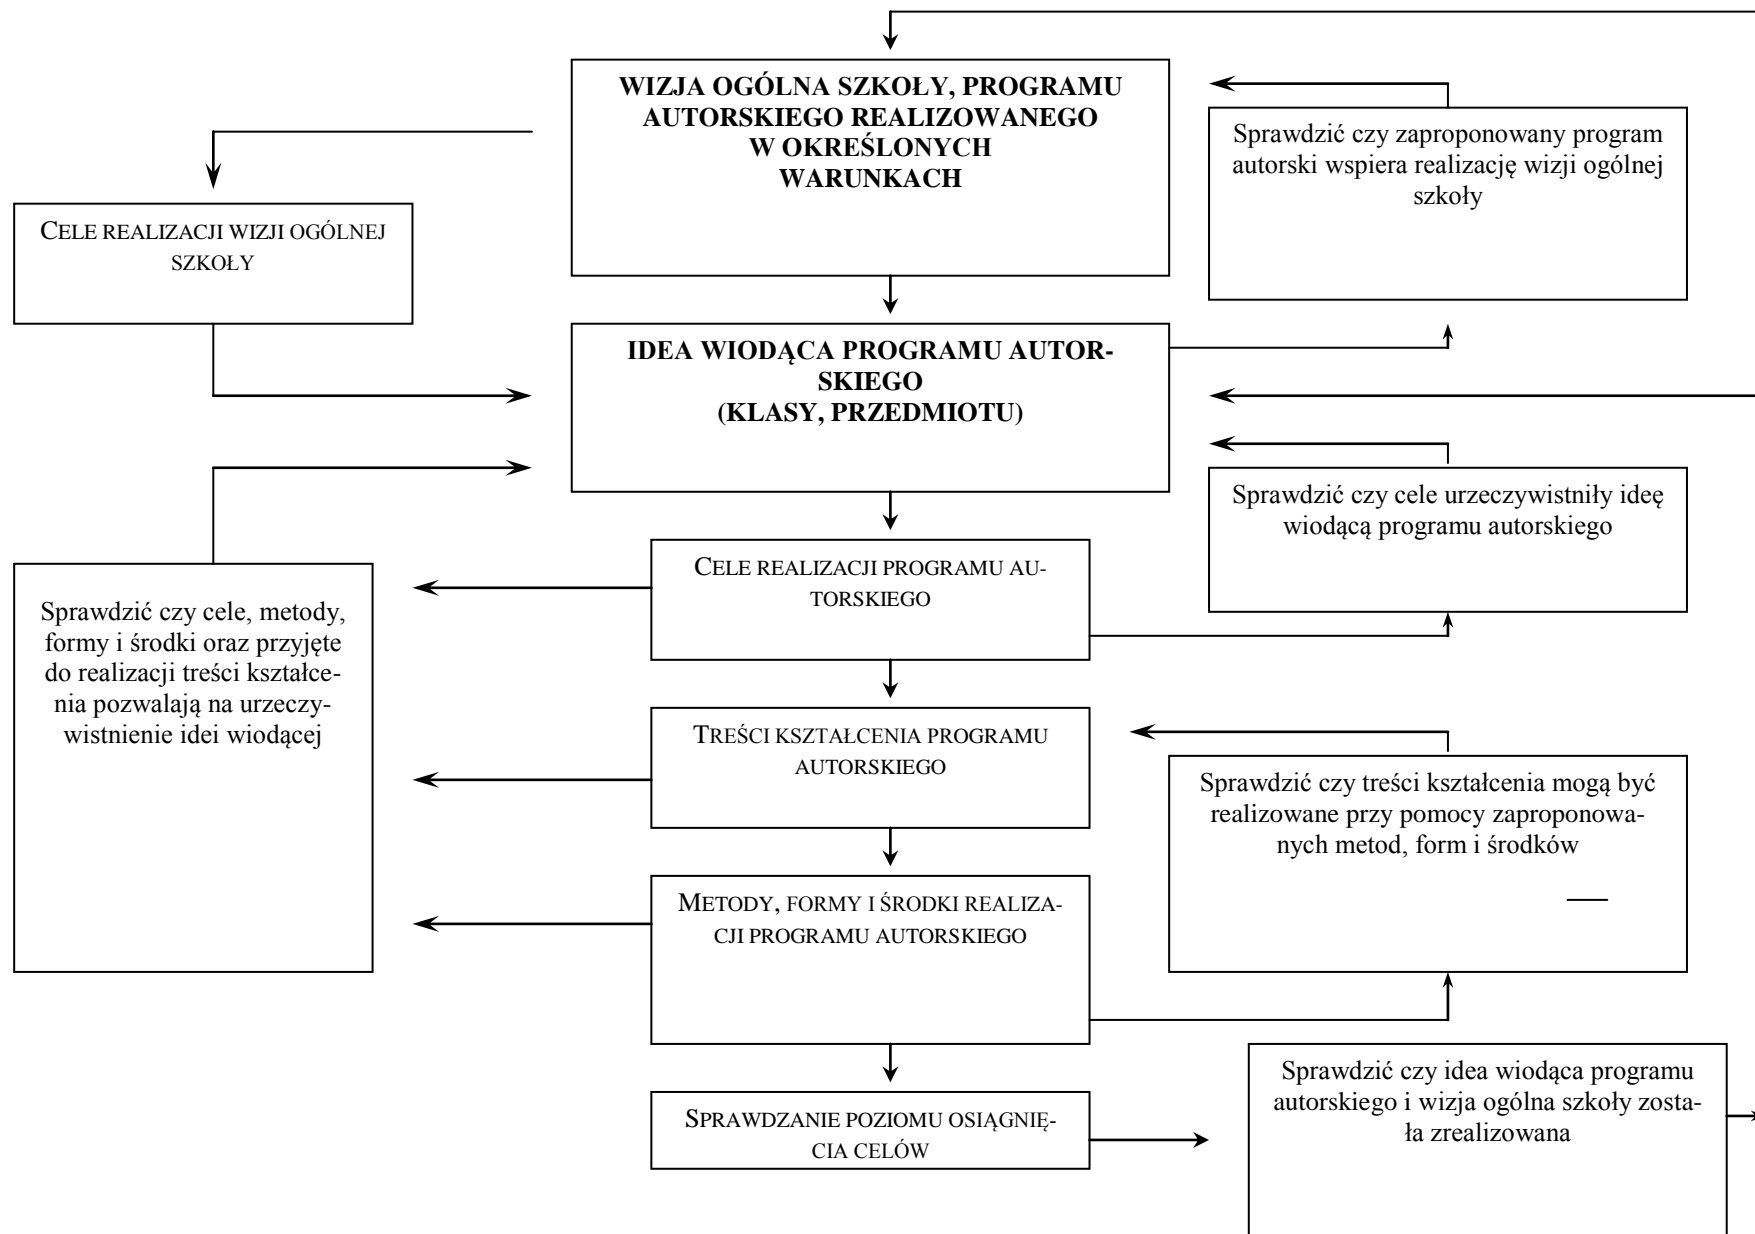 WIZJA OGÓLNA SZKOŁY, PROGRAMU
AUTORSKIEGO REALIZOWANEGO
W OKREŚLONYCH
WARUNKACH
Sprawdzić czy zaproponowany program
autorski wspiera realizację wizji ogólnej
szkoły
CELE REALIZACJI WIZJI OGÓLNEJ
SZKOŁY
IDEA WIODĄCA PROGRAMU AUTOR-
SKIEGO
(KLASY, PRZEDMIOTU)
Sprawdzić czy cele urzeczywistniły ideę
wiodącą programu autorskiego
CELE REALIZACJI PROGRAMU AU-
TORSKIEGO
Sprawdzić czy cele, metody,
formy i środki oraz przyjęte
do realizacji treści kształce-
nia pozwalają na urzeczy-
wistnienie idei wiodącej
TREŚCI KSZTAŁCENIA PROGRAMU
AUTORSKIEGO
Sprawdzić czy treści kształcenia mogą być
realizowane przy pomocy zaproponowa-
nych metod, form i środków
METODY, FORMY I ŚRODKI REALIZA-
CJI PROGRAMU AUTORSKIEGO
Sprawdzić czy idea wiodąca programu
autorskiego i wizja ogólna szkoły zosta-
ła zrealizowana
SPRAWDZANIE POZIOMU OSIĄGNIĘ-
CIA CELÓW